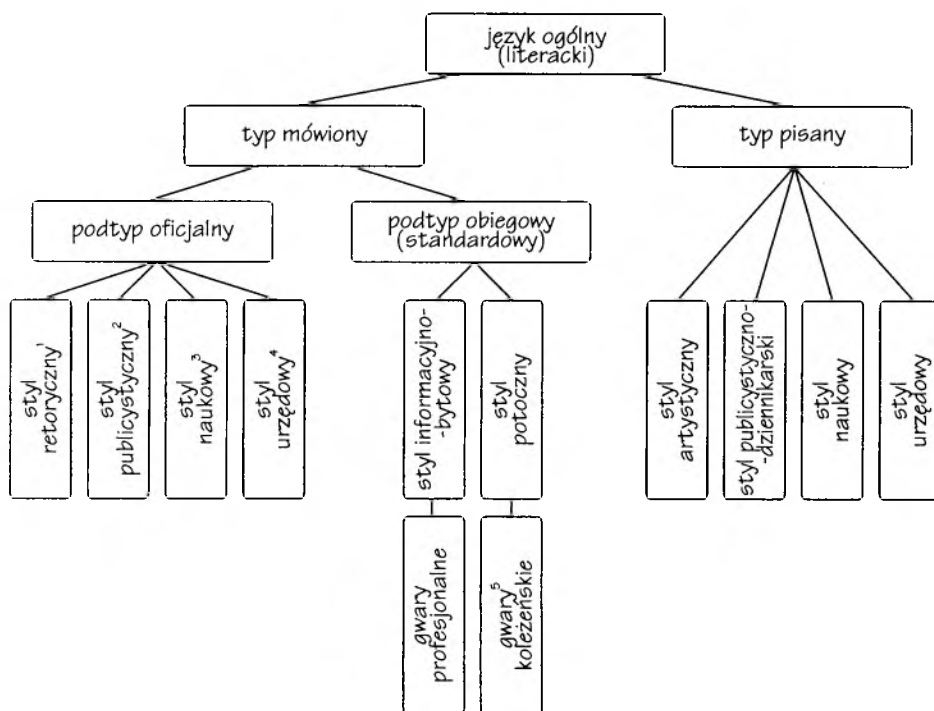 język ogólny
(literacki)
typ mówiony
typ pisany
podtyp oficjalny
podtyp obiegowy
(standardowy)
styl
retoryczny¹
styl
publicystyczny²
styl
naukowy³
styl
urzędowy⁴
styl informacyjno-
-bytowy
styl
potoczny
styl
artystyczny
styl publicystyczno-
-dziennikarski
styl
naukowy
styl
urzędowy
gwary
profesjonalne
gwary⁵
koleżeńskie